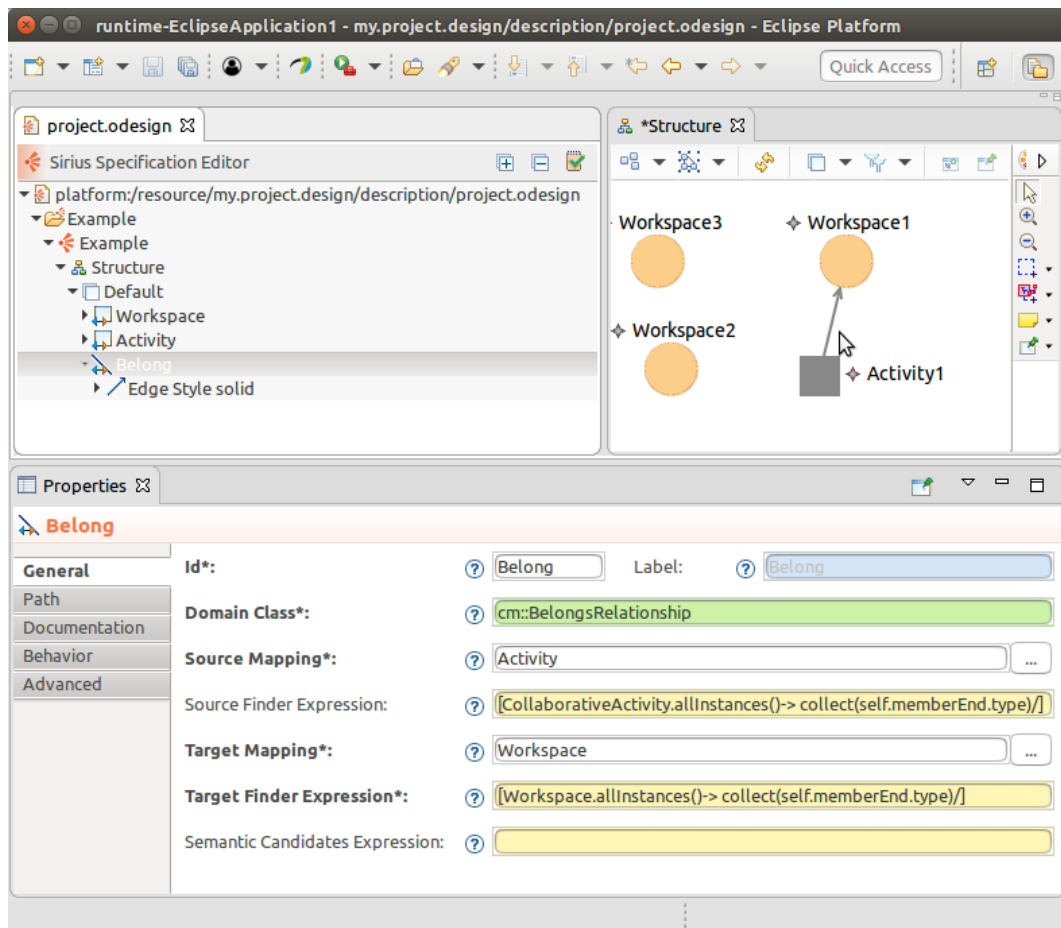 runtime-EclipseApplication1 - my.project.design/description/project.odesign - Eclipse Platform
Quick Access
project.odesign
*Structure
Sirius Specification Editor
platform:/resource/my.project.design/description/project.odesign
Example
Example
Structure
Default
Workspace
Activity
Belong
Edge Style solid
Workspace3
Workspace1
Workspace2
Activity1
Properties
Belong
General
Path
Documentation
Behavior
Advanced
Id*: Belong Label: Belong
Domain Class*: cm::BelongsRelationship
Source Mapping*: Activity ...
Source Finder Expression: [CollaborativeActivity.allInstances()-> collect(self.memberEnd.type)/]
Target Mapping*: Workspace ...
Target Finder Expression*: [Workspace.allInstances()-> collect(self.memberEnd.type)/]
Semantic Candidates Expression: